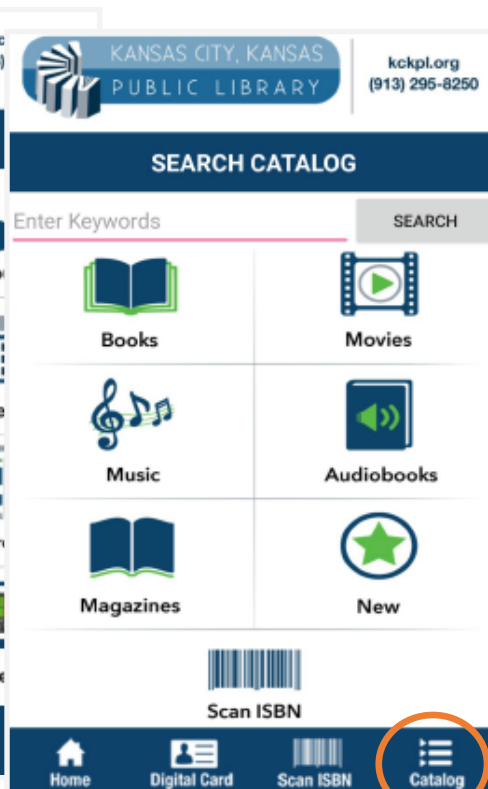 KANSAS CITY, KANSAS
PUBLIC LIBRARY
kckpl.org
(913) 295-8250
SEARCH CATALOG
Enter Keywords
SEARCH
Books
Movies
Music
Audiobooks
Magazines
New
Scan ISBN
Home
Digital Card
Scan ISBN
Catalog